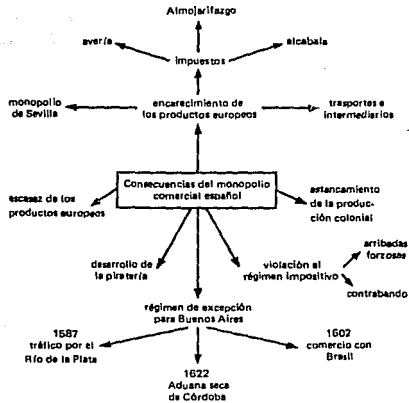 Almojarifazgo
avería
alcabala
impuestos
monopolio
de Sevilla
encarecimiento de
los productos europeos
trasportes e
intermediarios
Consecuencias del monopolio
comercial español
escasez de los
productos europeos
estancamiento
de la produc-
ción colonial
desarrollo de
la piratería
violación al
régimen impositivo
arribadas
forzosas
contrabando
régimen de excepción
para Buenos Aires
1587
tráfico por el
Río de la Plata
1622
Aduana seca
de Córdoba
1602
comercio con
Brasil